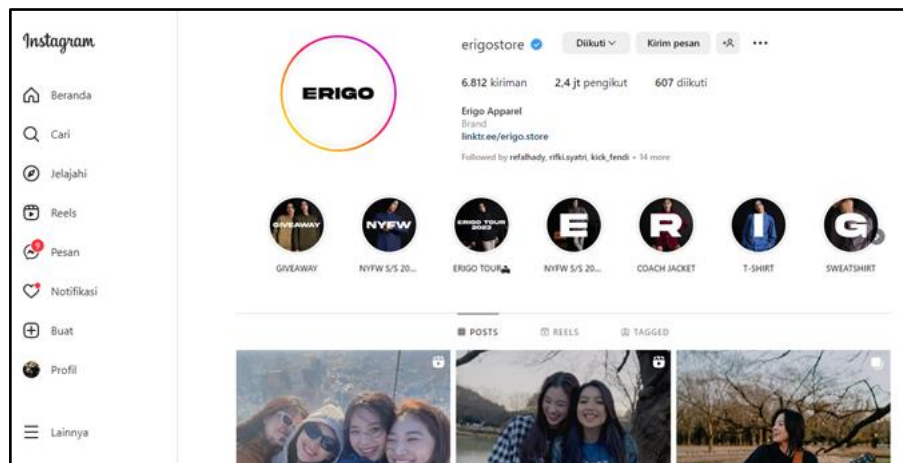 Instagram
Beranda
Cari
Jelajahi
Reels
9
Pesan
Notifikasi
Buat
Profil
Lainnya
ERIGO
erigostore Diikuti Kirim pesan
6.812 kiriman 2,4 jt pengikut 607 diikuti
Erigo Apparel
Brand
linktr.ee/erigo.store
Followed by refalhady, rifki.syatri, kick_fendi + 14 more
GIVEAWAY NYFW ERIGO TOUR 2023 E R I G
GIVEAWAY NYFW S/S 20... ERIGO TOUR NYFW S/S 20... COACH JACKET T-SHIRT SWEATSHIRT
POSTS REELS TAGGED